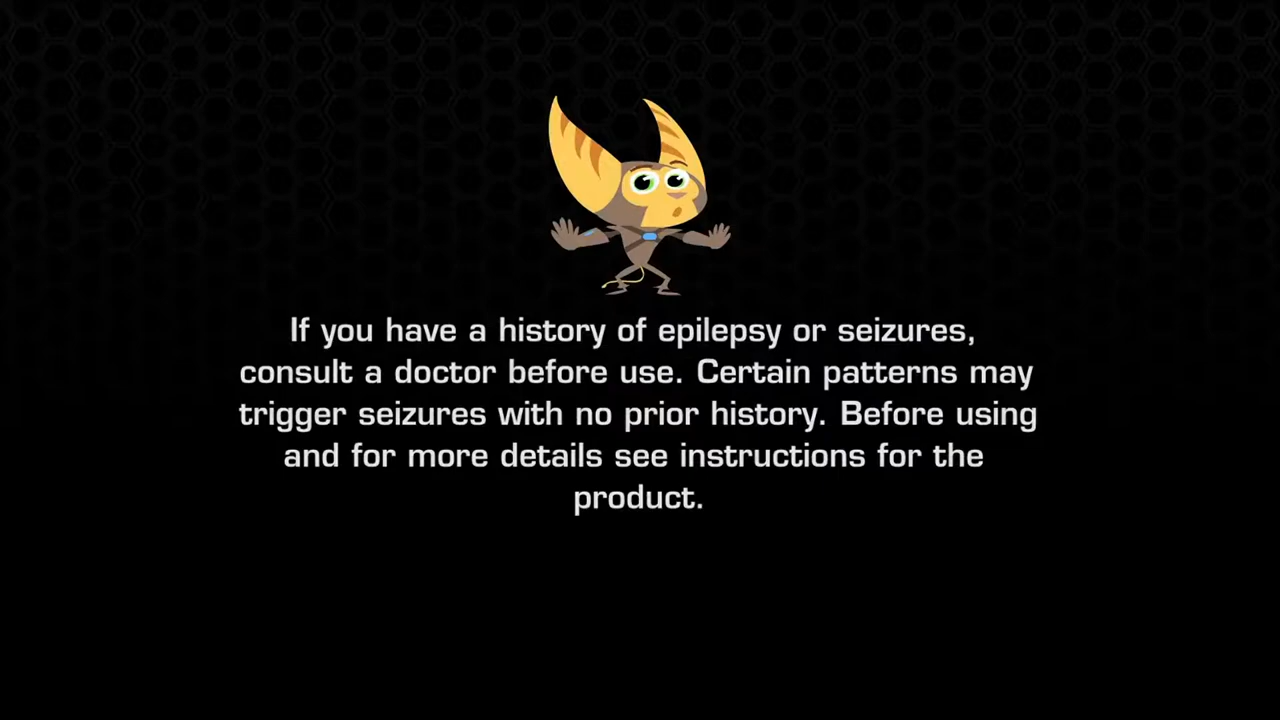 If you have a history of epilepsy or seizures,
consult a doctor before use. Certain patterns may
trigger seizures with no prior history. Before using
and for more details see instructions for the
product.